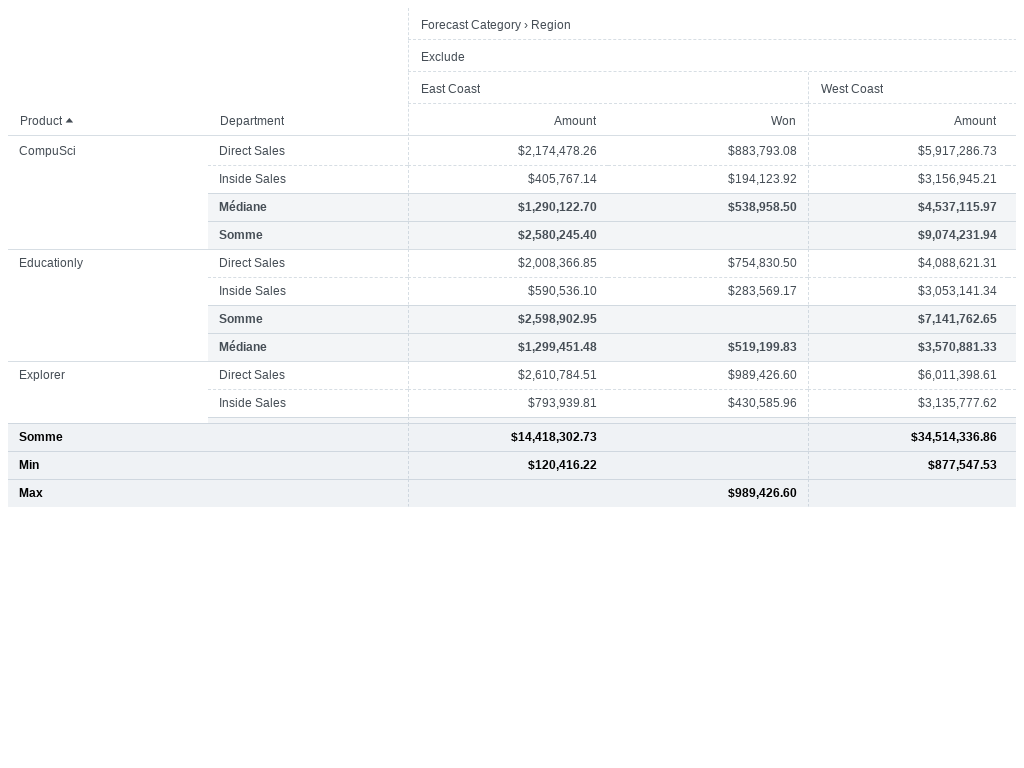 Forecast Category › Region
Exclude
East Coast West Coast
Product Department Amount Won Amount
CompuSci Direct Sales $2,174,478.26 $883,793.08 $5,917,286.73
Inside Sales $405,767.14 $194,123.92 $3,156,945.21
Médiane $1,290,122.70 $538,958.50 $4,537,115.97
Somme $2,580,245.40 $9,074,231.94
Educationly Direct Sales $2,008,366.85 $754,830.50 $4,088,621.31
Inside Sales $590,536.10 $283,569.17 $3,053,141.34
Somme $2,598,902.95 $7,141,762.65
Médiane $1,299,451.48 $519,199.83 $3,570,881.33
Explorer Direct Sales $2,610,784.51 $989,426.60 $6,011,398.61
Inside Sales $793,939.81 $430,585.96 $3,135,777.62
Somme $14,418,302.73 $34,514,336.86
Min $120,416.22 $877,547.53
Max $989,426.60